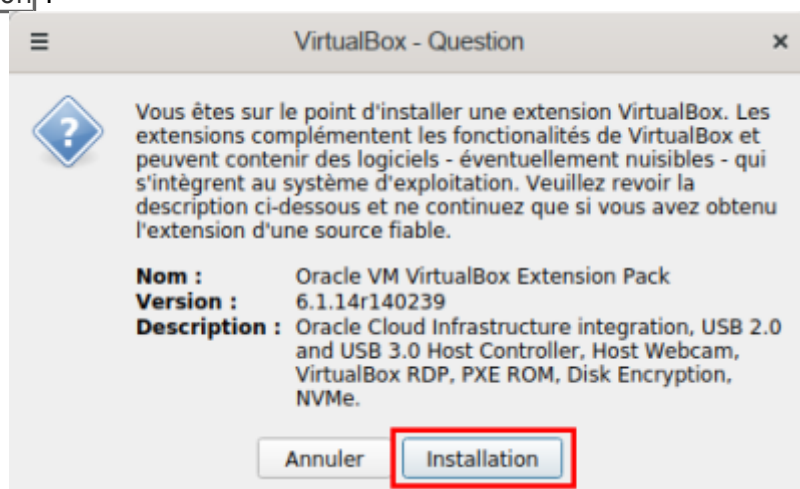 VirtualBox - Question
Vous êtes sur le point d'installer une extension VirtualBox. Les
extensions complémentent les fonctionalités de VirtualBox et
peuvent contenir des logiciels - éventuellement nuisibles - qui
s'intègrent au système d'exploitation. Veuillez revoir la
description ci-dessous et ne continuez que si vous avez obtenu
l'extension d'une source fiable.
Nom : Oracle VM VirtualBox Extension Pack
Version : 6.1.14r140239
Description : Oracle Cloud Infrastructure integration, USB 2.0
and USB 3.0 Host Controller, Host Webcam,
VirtualBox RDP, PXE ROM, Disk Encryption,
NVMe.
Annuler Installation